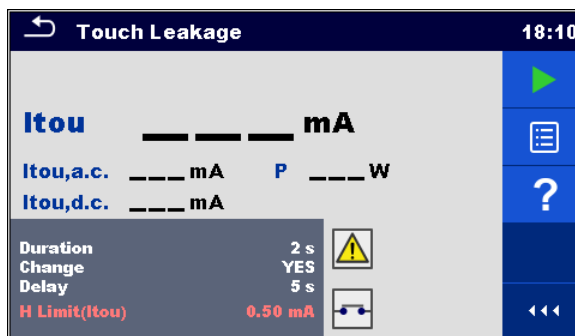 Touch Leakage 18:10
Itou ___ mA
Itou,a.c. ___ mA P ___ W
Itou,d.c. ___ mA
?
Duration 2 s
Change YES
Delay 5 s
H Limit(Itou) 0.50 mA